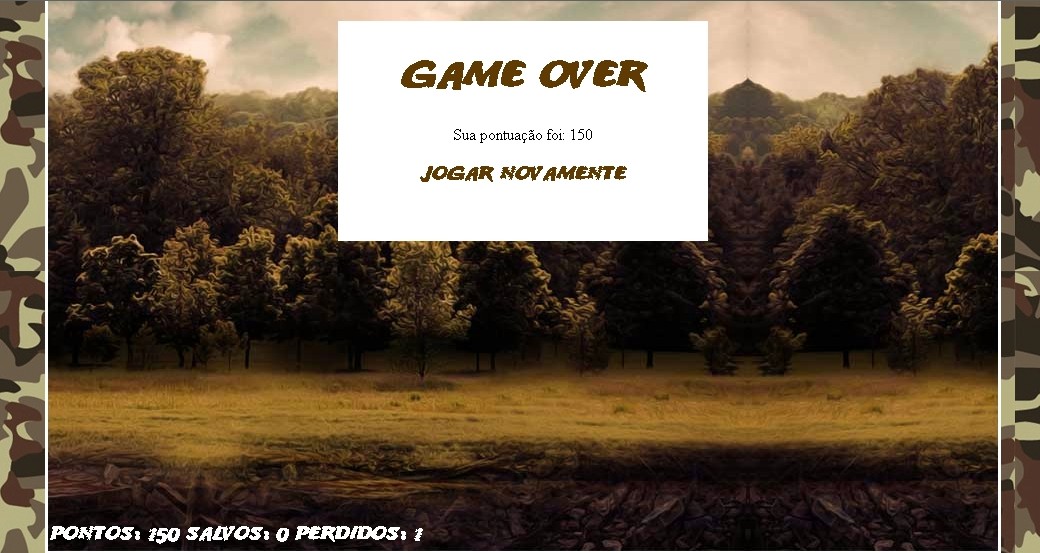 GAME OVER
Sua pontuação foi: 150
JOGAR NOVAMENTE
PONTOS: 150 SALVOS: 0 PERDIDOS: 1